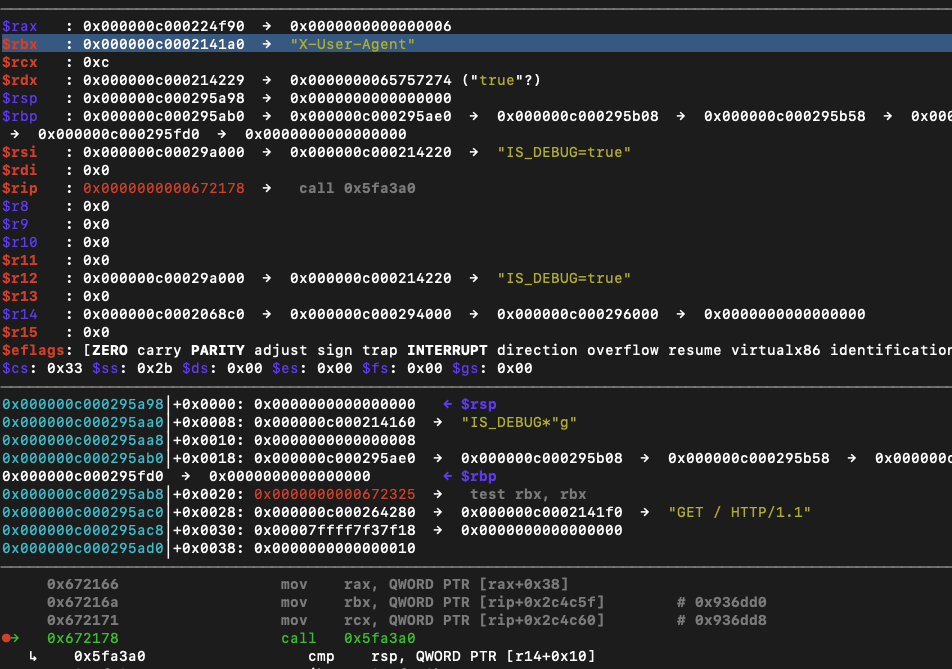 $rax   : 0x000000c000224f90  →  0x0000000000000006
$rbx   : 0x000000c0002141a0  →  "X-User-Agent"
$rcx   : 0xc
$rdx   : 0x000000c000214229  →  0x0000000065757274 ("true"?)
$rsp   : 0x000000c000295a98  →  0x0000000000000000
$rbp   : 0x000000c000295ab0  →  0x000000c000295ae0  →  0x000000c000295b08  →  0x000000c000295b58  →  0x000
 →  0x000000c000295fd0  →  0x0000000000000000
$rsi   : 0x000000c00029a000  →  0x000000c000214220  →  "IS_DEBUG=true"
$rdi   : 0x0
$rip   : 0x0000000000672178  →   call 0x5fa3a0
$r8    : 0x0
$r9    : 0x0
$r10   : 0x0
$r11   : 0x0
$r12   : 0x000000c00029a000  →  0x000000c000214220  →  "IS_DEBUG=true"
$r13   : 0x0
$r14   : 0x000000c0002068c0  →  0x000000c000294000  →  0x000000c000296000  →  0x0000000000000000
$r15   : 0x0
$eflags: [ZERO carry PARITY adjust sign trap INTERRUPT direction overflow resume virtualx86 identification
$cs: 0x33 $ss: 0x2b $ds: 0x00 $es: 0x00 $fs: 0x00 $gs: 0x00
0x000000c000295a98│+0x0000: 0x0000000000000000   ← $rsp
0x000000c000295aa0│+0x0008: 0x000000c000214160  →  "IS_DEBUG*"g"
0x000000c000295aa8│+0x0010: 0x0000000000000008
0x000000c000295ab0│+0x0018: 0x000000c000295ae0  →  0x000000c000295b08  →  0x000000c000295b58  →  0x000000c
0x000000c000295fd0  →  0x0000000000000000        ← $rbp
0x000000c000295ab8│+0x0020: 0x0000000000672325  →   test rbx, rbx
0x000000c000295ac0│+0x0028: 0x000000c000264280  →  0x000000c0002141f0  →  "GET / HTTP/1.1"
0x000000c000295ac8│+0x0030: 0x00007ffff7f37f18  →  0x0000000000000000
0x000000c000295ad0│+0x0038: 0x0000000000000010
0x672166                  mov    rax, QWORD PTR [rax+0x38]
0x67216a                  mov    rbx, QWORD PTR [rip+0x2c4c5f]        # 0x936dd0
0x672171                  mov    rcx, QWORD PTR [rip+0x2c4c60]        # 0x936dd8
●→   0x672178                  call   0x5fa3a0
↳    0x5fa3a0                  cmp    rsp, QWORD PTR [r14+0x10]